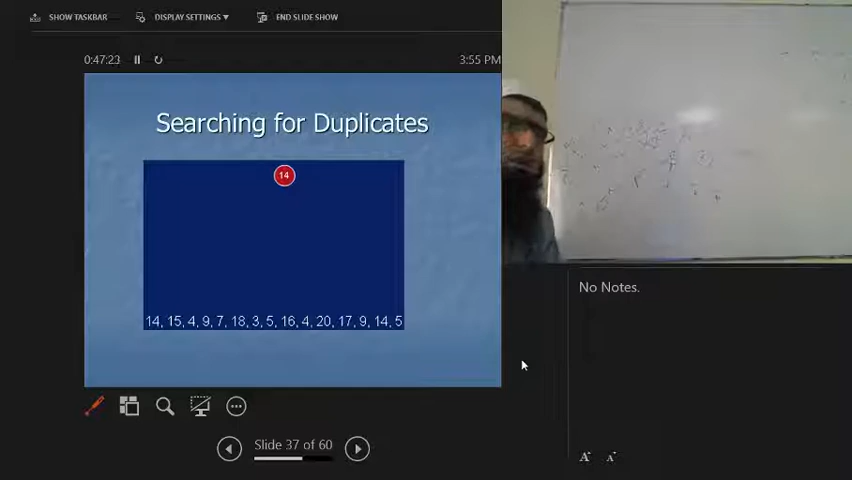 SHOW TASKBAR DISPLAY SETTINGS ▼ END SLIDE SHOW
0:47:23 3:55 PM
Searching for Duplicates
14
14, 15, 4, 9, 7, 18, 3, 5, 16, 4, 20, 17, 9, 14, 5
No Notes.
Slide 37 of 60
A A